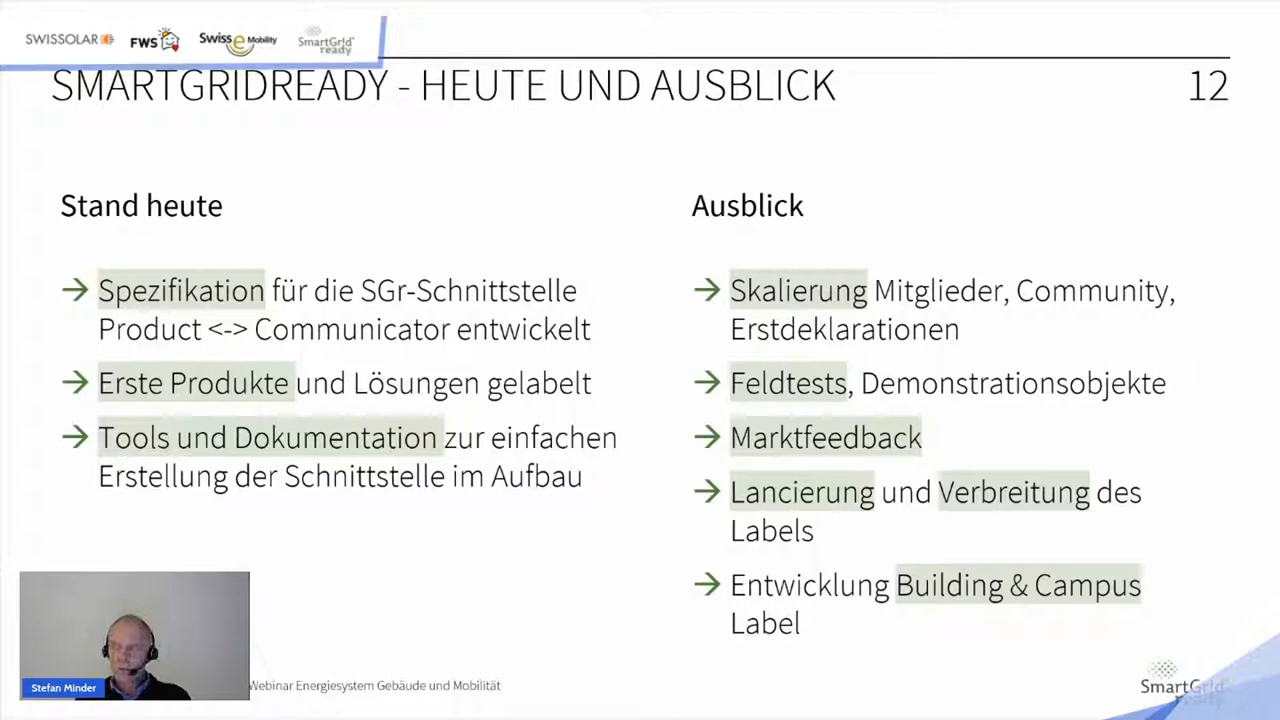 SWISSOLAR
FWS
Swiss e Mobility
SmartGrid
ready
SMARTGRIDREADY - HEUTE UND AUSBLICK
12
Stand heute
→ Spezifikation für die SGr-Schnittstelle
Product <-> Communicator entwickelt
→ Erste Produkte und Lösungen gelabelt
→ Tools und Dokumentation zur einfachen
Erstellung der Schnittstelle im Aufbau
Ausblick
→ Skalierung Mitglieder, Community,
Erstdeklarationen
→ Feldtests, Demonstrationsobjekte
→ Marktfeedback
→ Lancierung und Verbreitung des
Labels
→ Entwicklung Building & Campus
Label
Stefan Minder
Webinar Energiesystem Gebäude und Mobilität
SmartGrid
ready